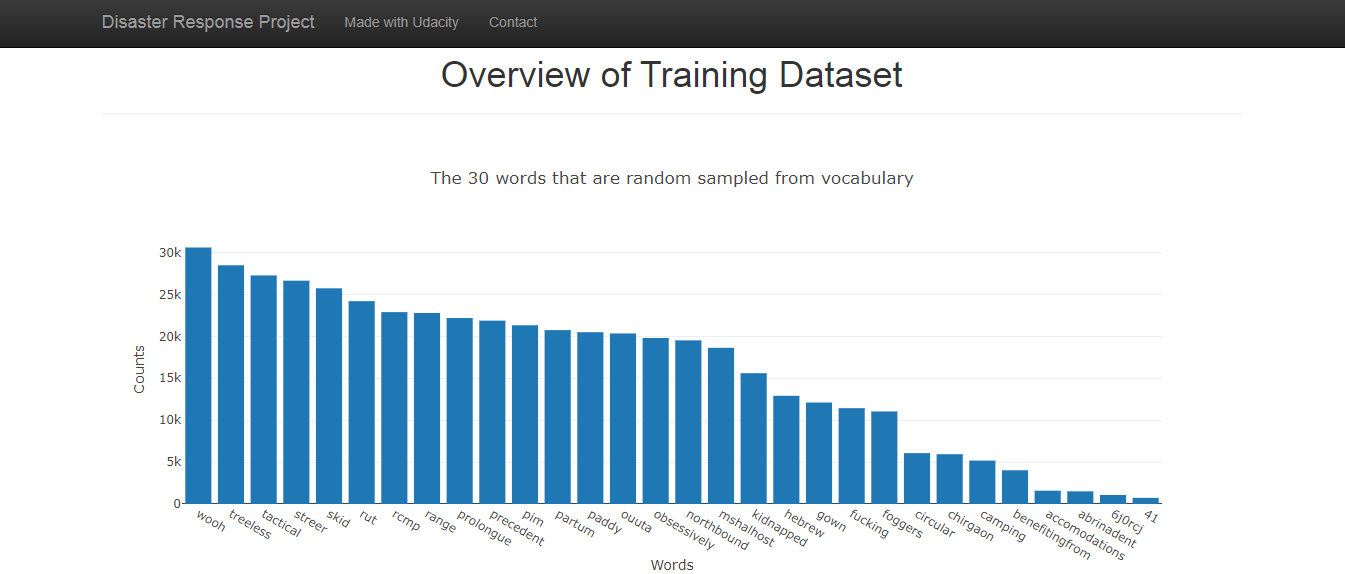 Disaster Response Project Made with Udacity Contact
Overview of Training Dataset
The 30 words that are random sampled from vocabulary
30k
25k
20k
15k
10k
5k
0
Counts
wooh treeless tactical streer skid rut rcmp range prolongue precedent pim partum paddy ouuta obsessively northbound mshalhost kidnapped hebrew gown fucking foggers circular chirgaon camping benefitingfrom accomodations abrinadent 6j0rcj 41
Words